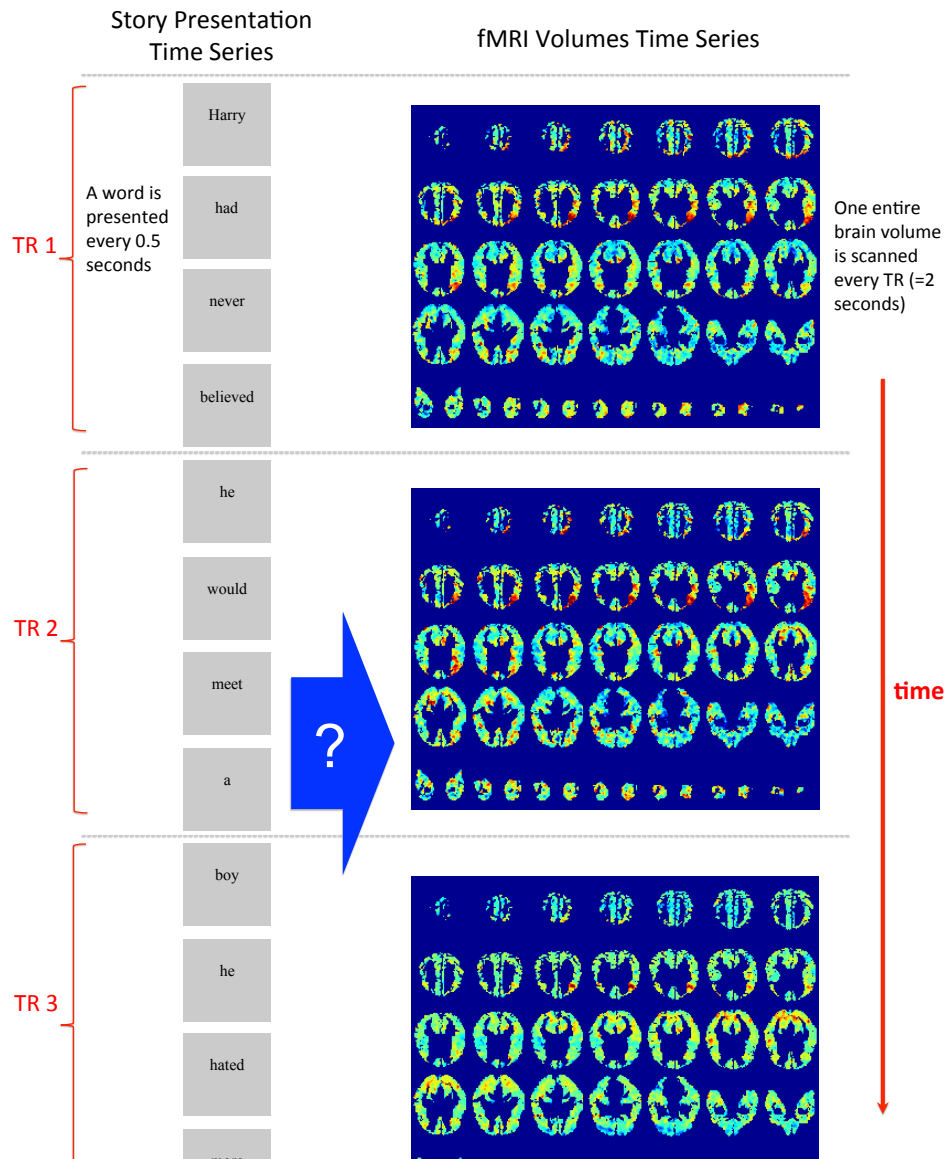 Story Presentation
Time Series
fMRI Volumes Time Series
TR 1
A word is
presented
every 0.5
seconds
Harry
had
never
believed
One entire
brain volume
is scanned
every TR (=2
seconds)
TR 2
he
would
meet
a
?
time
TR 3
boy
he
hated